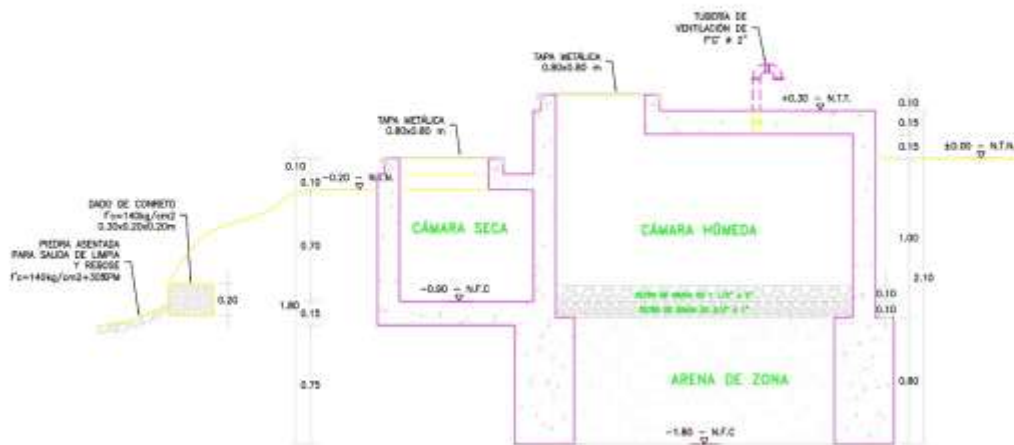 TUBERÍA DE
VENTILACIÓN DE
F°G° ø 2"
TAPA METÁLICA
0.80x0.80 m
+0.30 - N.T.T.
0.10
0.15
0.15
±0.00 - N.T.N.
TAPA METÁLICA
0.80x0.80 m
0.10
0.10
-0.20 - N.T.N.
DADO DE CONRETO
f'c=140kg/cm2
0.30x0.20x0.20m
CÁMARA SECA
CÁMARA HÚMEDA
PIEDRA ASENTADA
PARA SALIDA DE LIMPIA
Y REBOSE
f'c=140kg/cm2+30%PM
0.70
1.00
0.20
-0.90 - N.F.C
2.10
1.80
0.15
0.10
0.10
0.75
ARENA DE ZONA
0.80
-1.80 - N.F.C